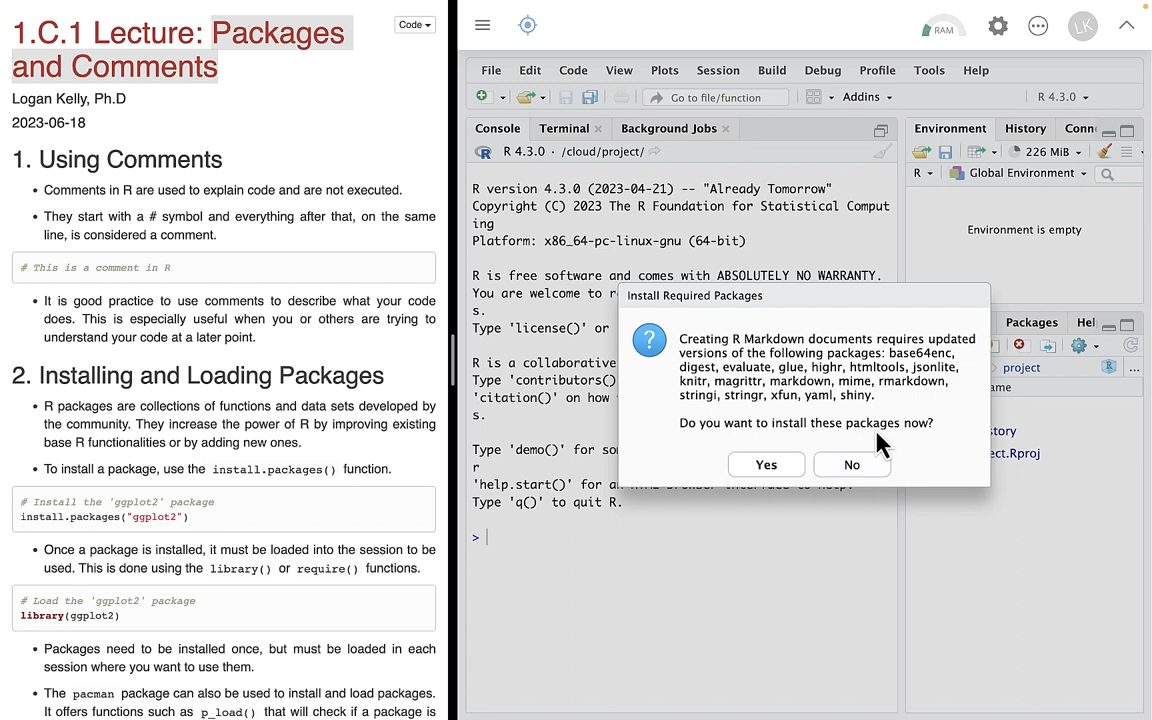 1.C.1 Lecture: Packages
and Comments
Code
Logan Kelly, Ph.D
2023-06-18
1. Using Comments
• Comments in R are used to explain code and are not executed.
• They start with a # symbol and everything after that, on the same
line, is considered a comment.
# This is a comment in R
• It is good practice to use comments to describe what your code
does. This is especially useful when you or others are trying to
understand your code at a later point.
2. Installing and Loading Packages
• R packages are collections of functions and data sets developed by
the community. They increase the power of R by improving existing
base R functionalities or by adding new ones.
• To install a package, use the install.packages() function.
# Install the 'ggplot2' package
install.packages("ggplot2")
• Once a package is installed, it must be loaded into the session to be
used. This is done using the library() or require() functions.
# Load the 'ggplot2' package
library(ggplot2)
• Packages need to be installed once, but must be loaded in each
session where you want to use them.
• The pacman package can also be used to install and load packages.
It offers functions such as p_load() that will check if a package is
RAM
LK
File Edit Code View Plots Session Build Debug Profile Tools Help
Go to file/function Addins R 4.3.0
Console Terminal Background Jobs
R 4.3.0 · /cloud/project/
R version 4.3.0 (2023-04-21) -- "Already Tomorrow"
Copyright (C) 2023 The R Foundation for Statistical Comput
ing
Platform: x86_64-pc-linux-gnu (64-bit)
R is free software and comes with ABSOLUTELY NO WARRANTY.
You are welcome to r
s.
Type 'license()' or
R is a collaborative
Type 'contributors()
'citation()' on how
s.
Type 'demo()' for so
r
'help.start()' for an HTML browser interface to help.
Type 'q()' to quit R.
>
Install Required Packages
?
Creating R Markdown documents requires updated
versions of the following packages: base64enc,
digest, evaluate, glue, highr, htmltools, jsonlite,
knitr, magrittr, markdown, mime, rmarkdown,
stringi, stringr, xfun, yaml, shiny.
Do you want to install these packages now?
Yes No
Environment History Conn
226 MiB
R Global Environment
Environment is empty
Packages Hel
project ...
ame
story
ect.Rproj